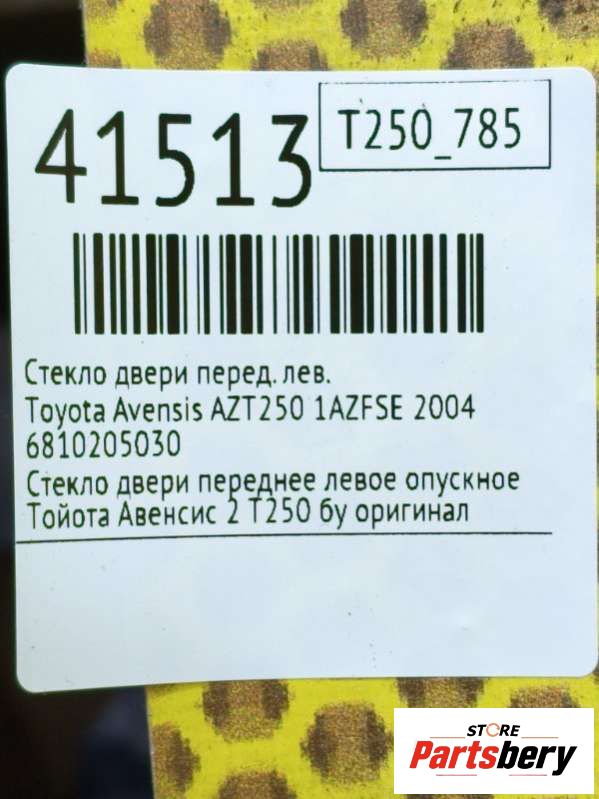 41513
T250_785
Стекло двери перед. лев.
Toyota Avensis AZT250 1AZFSE 2004
6810205030
Стекло двери переднее левое опускное
Тойота Авенсис 2 Т250 бу оригинал
STORE
Partsbery